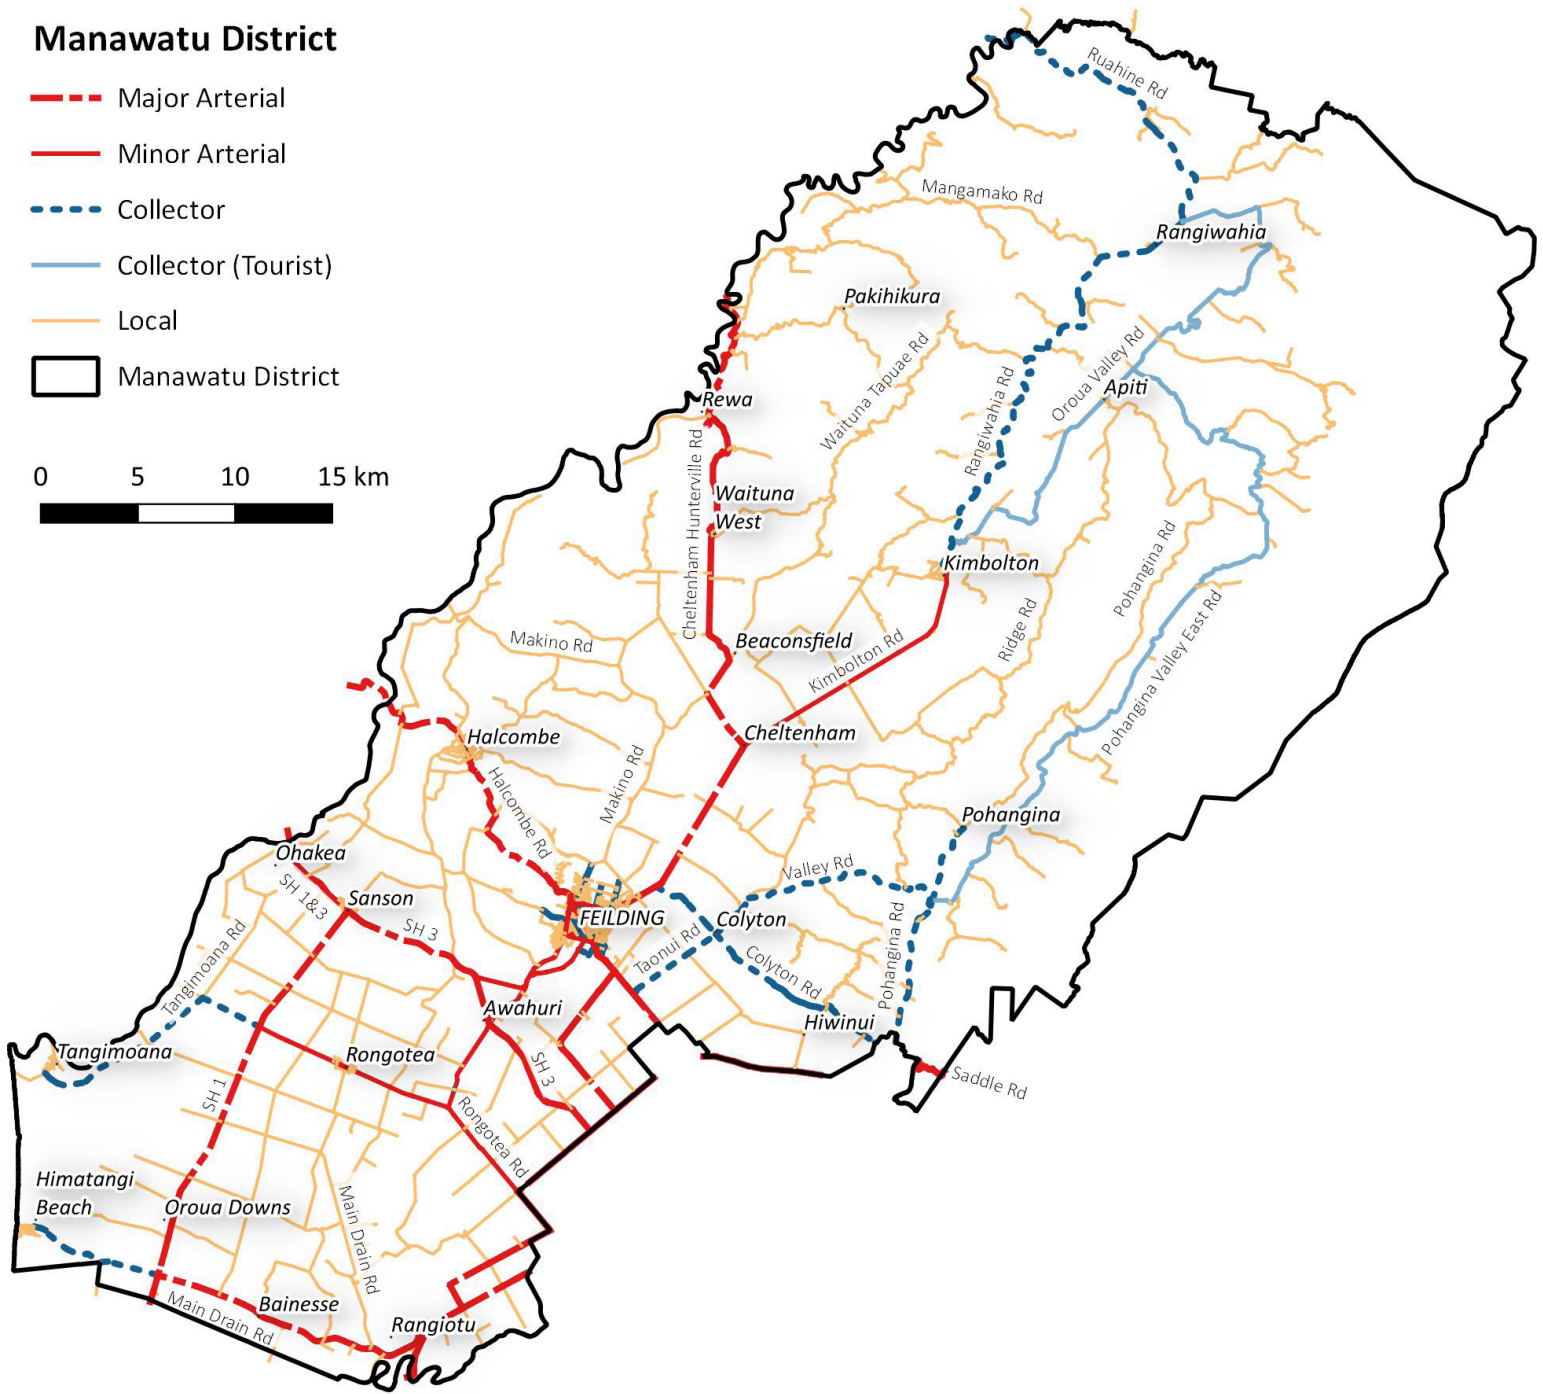 Manawatu District
Major Arterial
Minor Arterial
Collector
Collector (Tourist)
Local
Manawatu District
0 5 10 15 km
Ruahine Rd
Mangamako Rd
Rangiwahia
Pakihikura
Waituna Tapuae Rd
Oroua Valley Rd
Apiti
Rangiwahia Rd
Rewa
Cheltenham Hunterville Rd
Waituna
West
Kimbolton
Pohangina Rd
Ridge Rd
Pohangina Valley East Rd
Makino Rd
Beaconsfield
Kimbolton Rd
Halcombe
Cheltenham
Halcombe Rd
Makino Rd
Pohangina
Ohakea
SH 1&3
Sanson
SH 3
Valley Rd
FEILDING
Colyton
Taonui Rd
Colyton Rd
Pohangina Rd
Tangimoana Rd
Awahuri
Hiwinui
Tangimoana
Rongotea
SH 3
Saddle Rd
SH 1
Rongotea Rd
Himatangi
Beach
Oroua Downs
Main Drain Rd
Bainesse
Main Drain Rd
Rangiotu